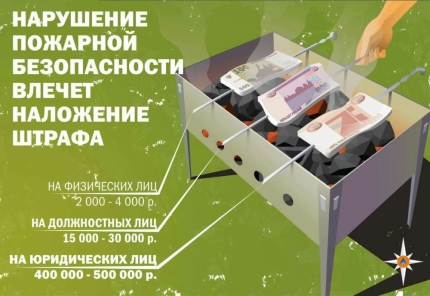 НАРУШЕНИЕ
ПОЖАРНОЙ
БЕЗОПАСНОСТИ
ВЛЕЧЕТ
НАЛОЖЕНИЕ
ШТРАФА
НА ФИЗИЧЕСКИХ ЛИЦ
2 000 - 4 000 р.
НА ДОЛЖНОСТНЫХ ЛИЦ
15 000 - 30 000 р.
НА ЮРИДИЧЕСКИХ ЛИЦ
400 000 - 500 000 р.